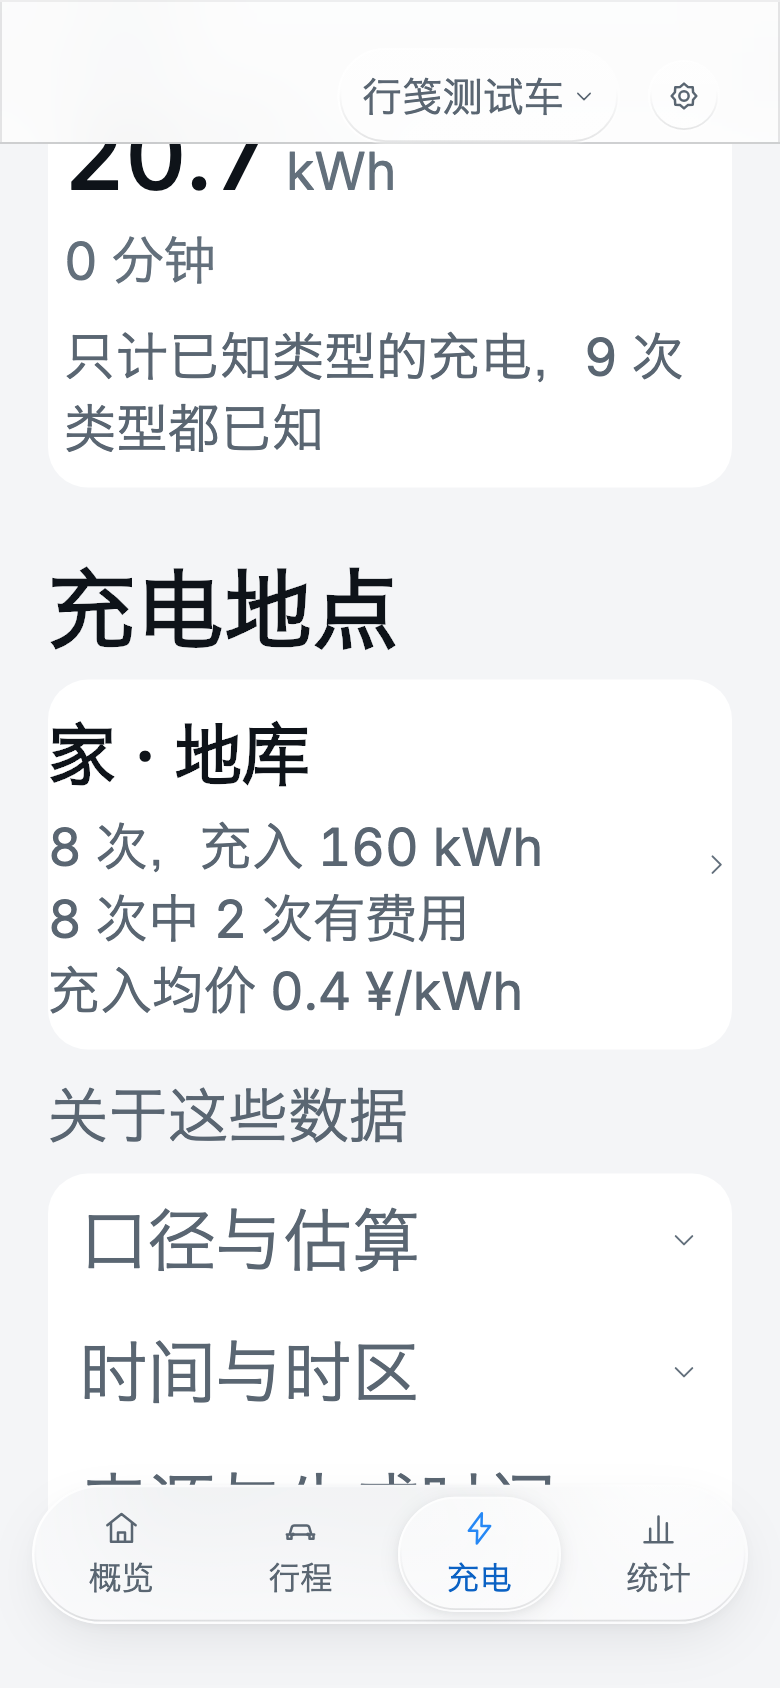 行笺测试车
20.7 kWh
0 分钟
只计已知类型的充电，9 次
类型都已知
充电地点
家 · 地库
8 次，充入 160 kWh
8 次中 2 次有费用
充入均价 0.4 ¥/kWh
关于这些数据
口径与估算
时间与时区
概览
行程
充电
统计